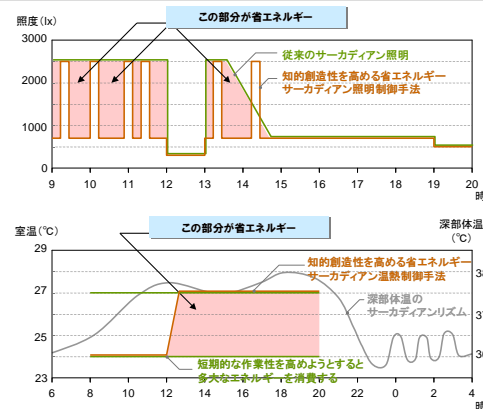 照度(lx)
この部分が省エネルギー
3000
従来のサーカディアン照明
知的創造性を高める省エネルギー
サーカディアン照明制御手法
2000
1000
0
9 10 11 12 13 14 15 16 17 18 19 20
時
室温(℃)
この部分が省エネルギー
深部体温
(℃)
29
知的創造性を高める省エネルギー
サーカディアン温熱制御手法
38
27
深部体温の
サーカディアンリズム
37
25
短期的な作業性を高めようとすると
多大なエネルギーを消費する
36
23
6 8 10 12 14 16 18 20 22 0 2 4
時